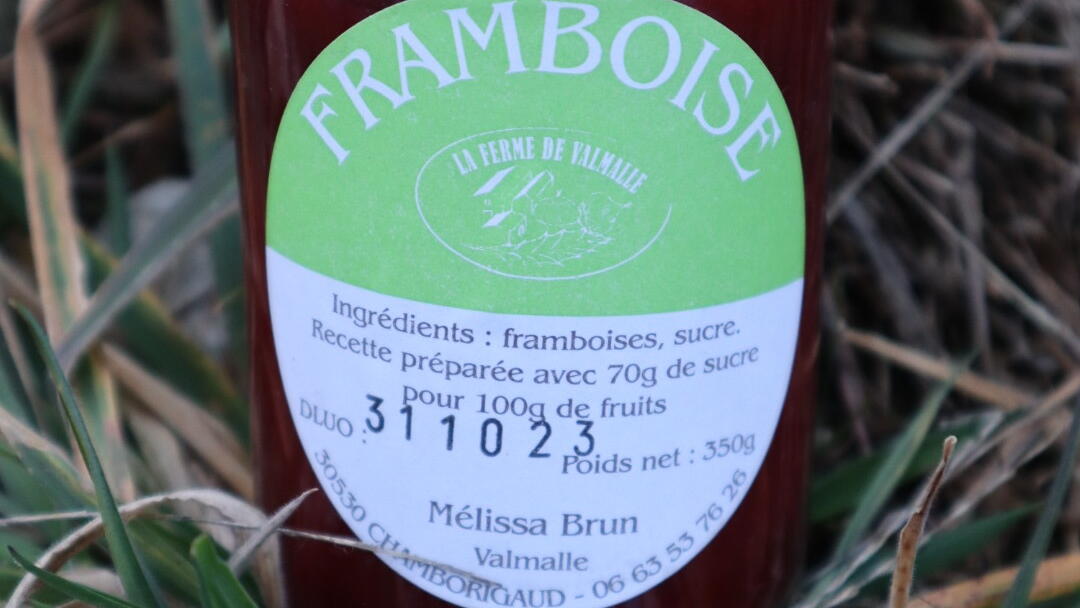 FRAMBOISE
LA FERME DE VALMALLE
Ingrédients : framboises, sucre.
Recette préparée avec 70g de sucre
pour 100g de fruits
DLUO : 311023
Poids net : 350g
Mélissa Brun
Valmalle
30530 CHAMBORIGAUD - 06 63 53 76 26